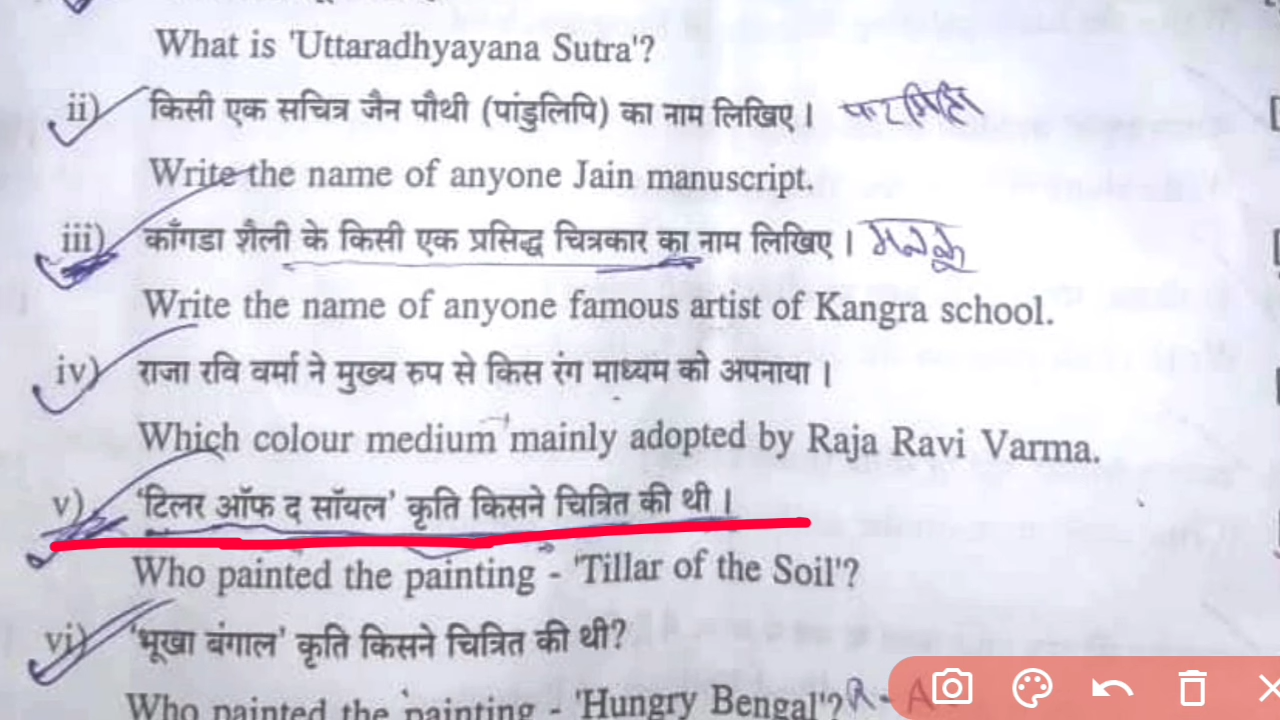 What is 'Uttaradhyayana Sutra'?
ii) किसी एक सचित्र जैन पौथी (पांडुलिपि) का नाम लिखिए।
Write the name of anyone Jain manuscript.
iii) काँगडा शैली के किसी एक प्रसिद्ध चित्रकार का नाम लिखिए। मनकू
Write the name of anyone famous artist of Kangra school.
iv) राजा रवि वर्मा ने मुख्य रुप से किस रंग माध्यम को अपनाया।
Which colour medium mainly adopted by Raja Ravi Varma.
v) 'टिलर ऑफ द सॉयल' कृति किसने चित्रित की थी।
Who painted the painting - 'Tillar of the Soil'?
vi) 'भूखा बंगाल' कृति किसने चित्रित की थी?
Who painted the painting - 'Hungry Bengal'?